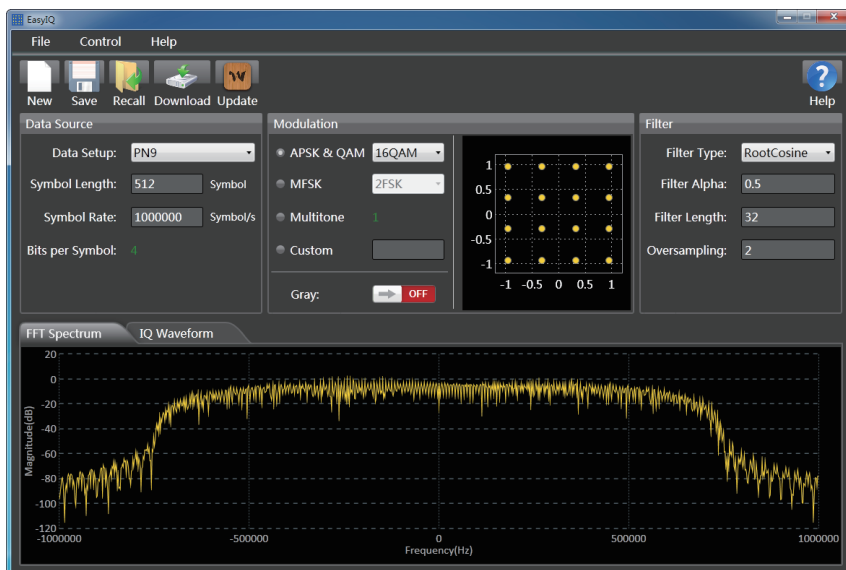 EasyIQ
File Control Help
New Save Recall Download Update Help
Data Source
Data Setup: PN9
Symbol Length: 512 Symbol
Symbol Rate: 1000000 Symbol/s
Bits per Symbol: 4
Modulation
APSK & QAM 16QAM
MFSK 2FSK
Multitone 1
Custom
Gray: OFF
1
0.5
0
-0.5
-1
-1 -0.5 0 0.5 1
Filter
Filter Type: RootCosine
Filter Alpha: 0.5
Filter Length: 32
Oversampling: 2
FFT Spectrum IQ Waveform
Magnitude(dB)
20
0
-20
-40
-60
-80
-100
-120
-1000000 -500000 0 500000 1000000
Frequency(Hz)